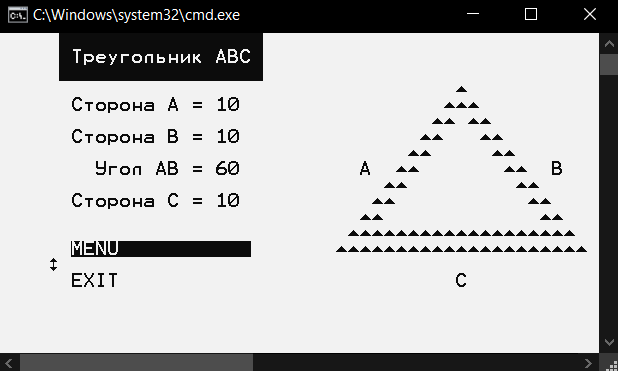 C:\Windows\system32\cmd.exe
Треугольник ABC
Сторона A = 10
Сторона B = 10
Угол AB = 60
Сторона C = 10
A
B
C
MENU
EXIT